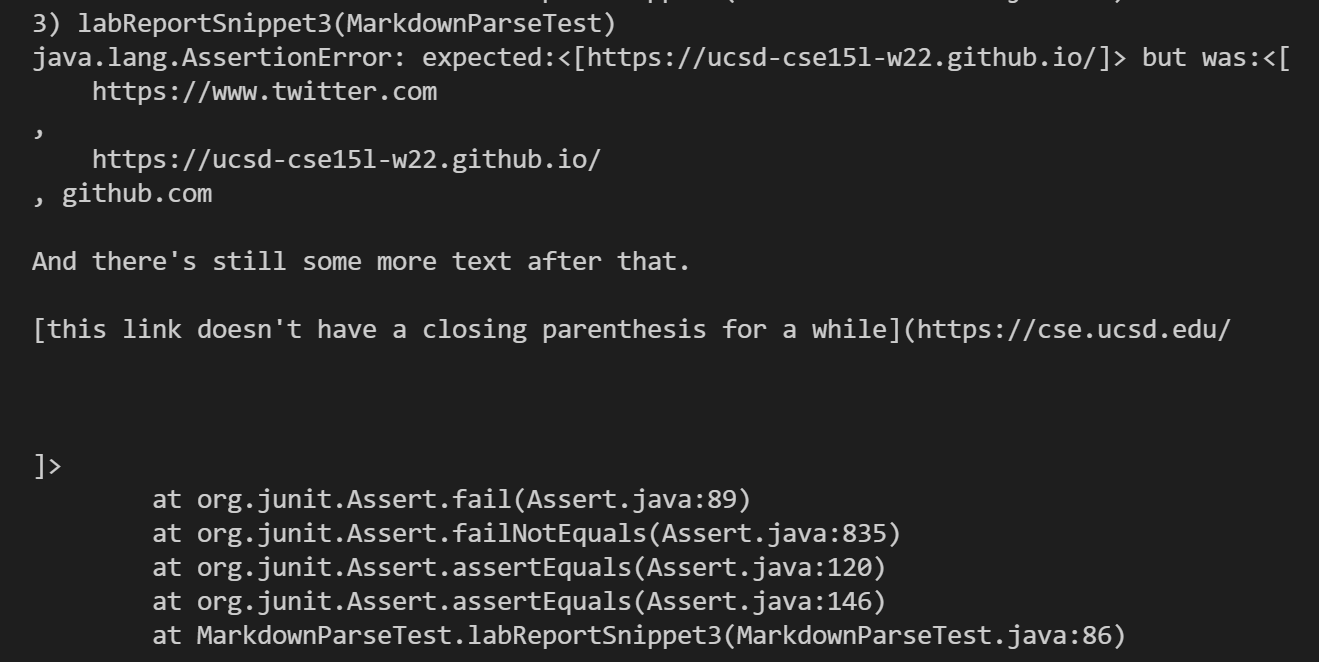 3) labReportSnippet3(MarkdownParseTest)
java.lang.AssertionError: expected:<[https://ucsd-cse15l-w22.github.io/]> but was:<[
    https://www.twitter.com
,
    https://ucsd-cse15l-w22.github.io/
, github.com

And there's still some more text after that.

[this link doesn't have a closing parenthesis for a while](https://cse.ucsd.edu/



]>
        at org.junit.Assert.fail(Assert.java:89)
        at org.junit.Assert.failNotEquals(Assert.java:835)
        at org.junit.Assert.assertEquals(Assert.java:120)
        at org.junit.Assert.assertEquals(Assert.java:146)
        at MarkdownParseTest.labReportSnippet3(MarkdownParseTest.java:86)